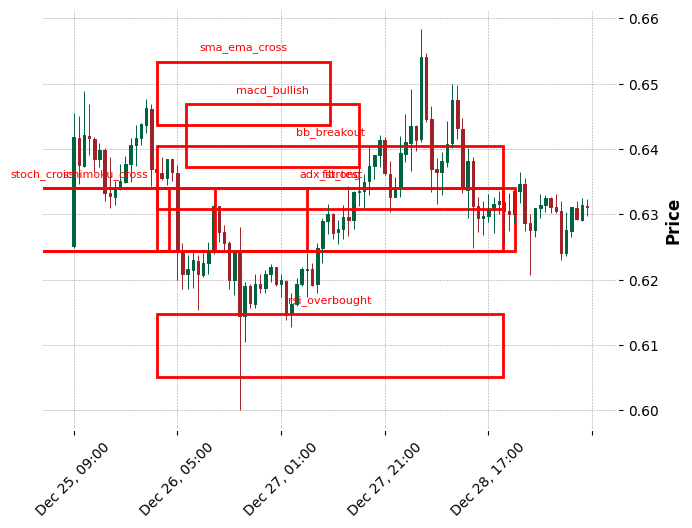 sma_ema_cross
macd_bullish
bb_breakout
stoch_cross
ichimoku_cross
adx_strong
rsi_overbought
0.66
0.65
0.64
0.63
0.62
0.61
0.60
Price
Dec 25, 09:00
Dec 26, 05:00
Dec 27, 01:00
Dec 27, 21:00
Dec 28, 17:00